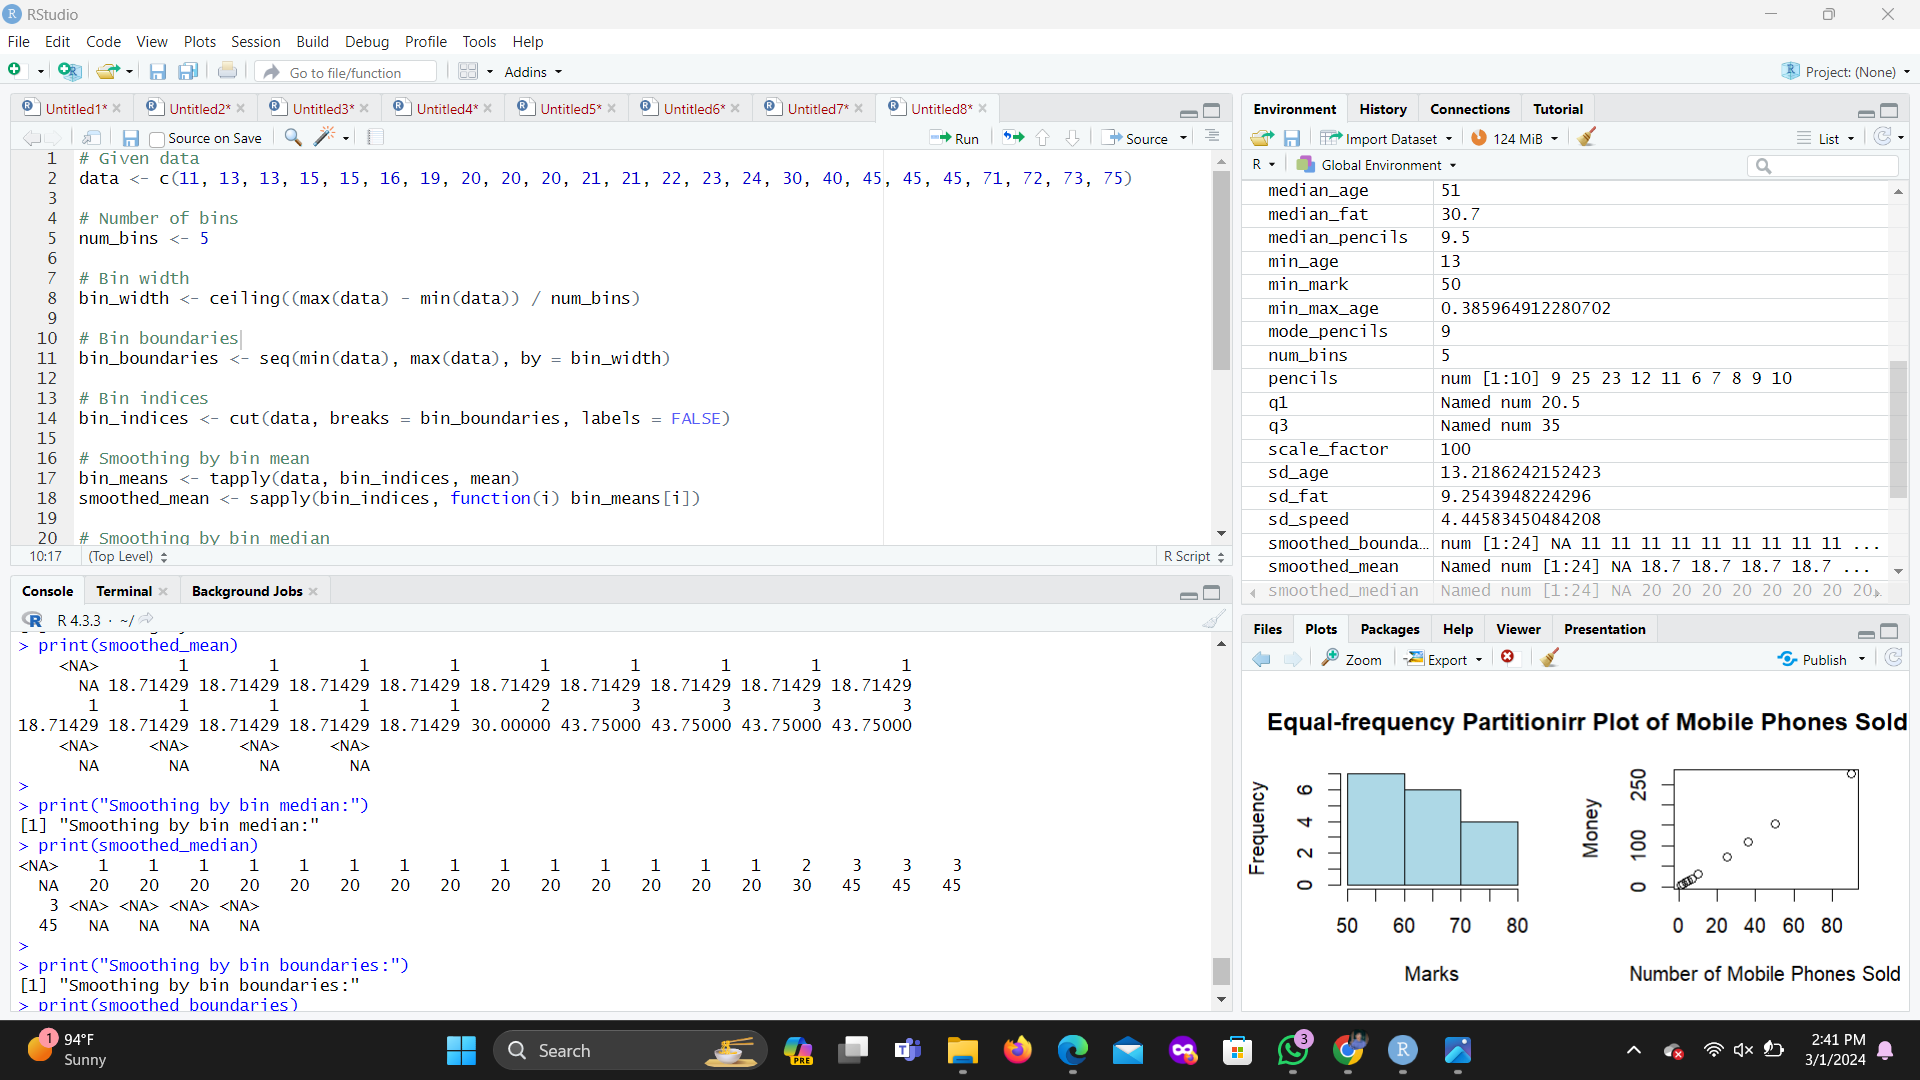 RStudio
File Edit Code View Plots Session Build Debug Profile Tools Help
Go to file/function Addins Project: (None)
Untitled1* Untitled2* Untitled3* Untitled4* Untitled5* Untitled6* Untitled7* Untitled8*
Source on Save Run Source
1 # Given data
2 data <- c(11, 13, 13, 15, 15, 16, 19, 20, 20, 20, 21, 21, 22, 23, 24, 30, 40, 45, 45, 45, 71, 72, 73, 75)
3
4 # Number of bins
5 num_bins <- 5
6
7 # Bin width
8 bin_width <- ceiling((max(data) - min(data)) / num_bins)
9
10 # Bin boundaries
11 bin_boundaries <- seq(min(data), max(data), by = bin_width)
12
13 # Bin indices
14 bin_indices <- cut(data, breaks = bin_boundaries, labels = FALSE)
15
16 # Smoothing by bin mean
17 bin_means <- tapply(data, bin_indices, mean)
18 smoothed_mean <- sapply(bin_indices, function(i) bin_means[i])
19
20 # Smoothing by bin median
10:17 (Top Level) R Script
Console Terminal Background Jobs
R 4.3.3 · ~/
> print(smoothed_mean)
<NA> 1 1 1 1 1 1 1 1 1
NA 18.71429 18.71429 18.71429 18.71429 18.71429 18.71429 18.71429 18.71429 18.71429
1 1 1 1 1 2 3 3 3 3
18.71429 18.71429 18.71429 18.71429 18.71429 30.00000 43.75000 43.75000 43.75000 43.75000
<NA> <NA> <NA> <NA>
NA NA NA NA
>
> print("Smoothing by bin median:")
[1] "Smoothing by bin median:"
> print(smoothed_median)
<NA> 1 1 1 1 1 1 1 1 1 1 1 1 1 1 2 3 3 3
NA 20 20 20 20 20 20 20 20 20 20 20 20 20 20 30 45 45 45
3 <NA> <NA> <NA> <NA>
45 NA NA NA NA
>
> print("Smoothing by bin boundaries:")
[1] "Smoothing by bin boundaries:"
> print(smoothed_boundaries)
Environment History Connections Tutorial
Import Dataset 124 MiB List
R Global Environment
median_age 51
median_fat 30.7
median_pencils 9.5
min_age 13
min_mark 50
min_max_age 0.385964912280702
mode_pencils 9
num_bins 5
pencils num [1:10] 9 25 23 12 11 6 7 8 9 10
q1 Named num 20.5
q3 Named num 35
scale_factor 100
sd_age 13.2186242152423
sd_fat 9.2543948224296
sd_speed 4.44583450484208
smoothed_bounda… num [1:24] NA 11 11 11 11 11 11 11 11 11 ...
smoothed_mean Named num [1:24] NA 18.7 18.7 18.7 18.7 ...
smoothed_median Named num [1:24] NA 20 20 20 20 20 20 20 20
Files Plots Packages Help Viewer Presentation
Zoom Export Publish
Equal-frequency Partitionirr Plot of Mobile Phones Sold
Frequency
0 2 4 6
50 60 70 80
Marks
Money
0 100 250
0 20 40 60 80
Number of Mobile Phones Sold
1
94°F
Sunny
Search
PRE
3
2:41 PM
3/1/2024